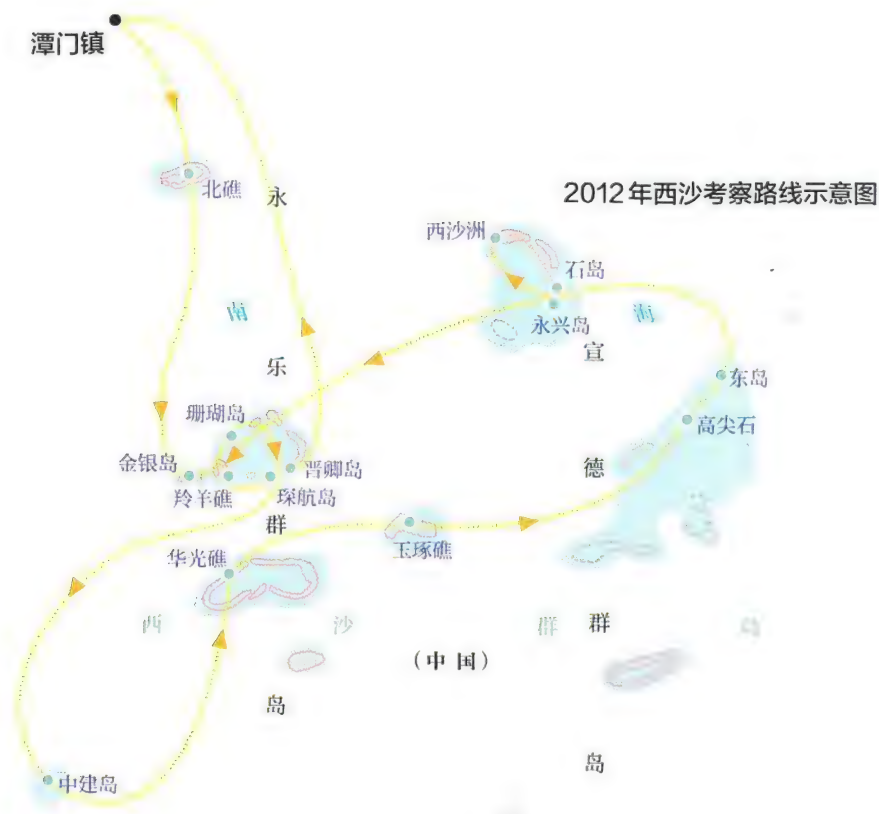 潭门镇
北礁
永
2012年西沙考察路线示意图
西沙洲
石岛
南
永兴岛
海
宣
乐
东岛
珊瑚岛
高尖石
金银岛
晋卿岛
德
羚羊礁
琛航岛
群
玉琢礁
华光礁
西
沙
群
群
岛
(中国)
岛
岛
中建岛